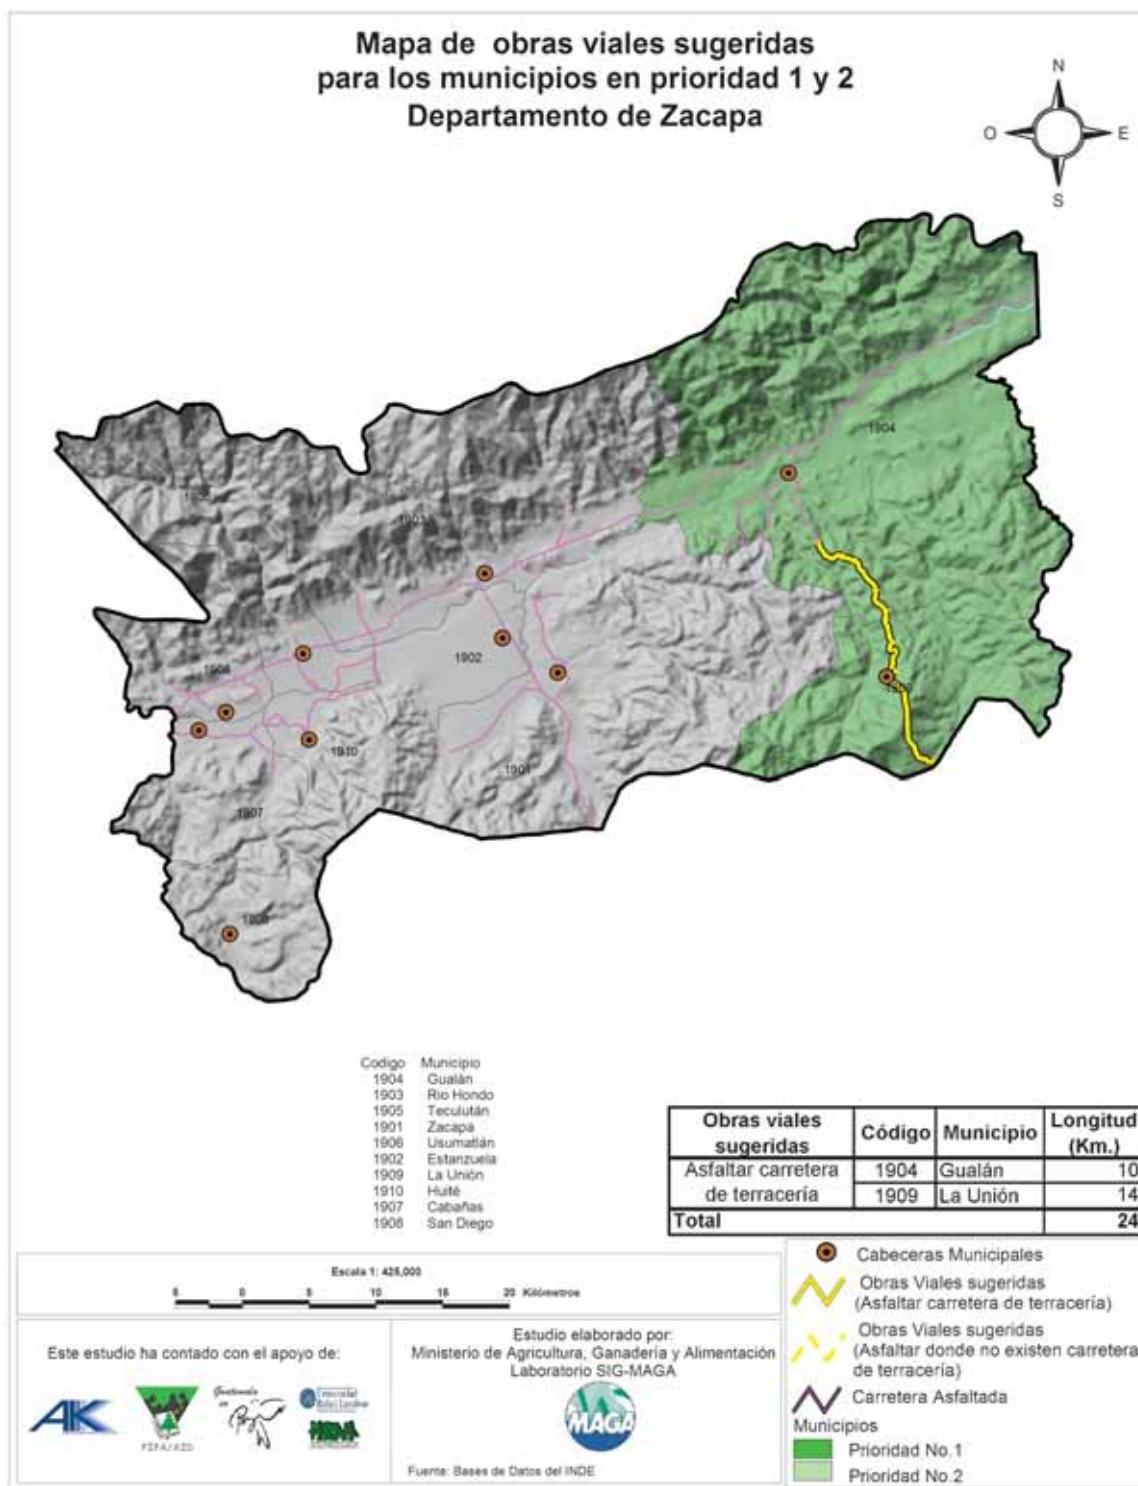 Mapa de obras viales sugeridas
para los municipios en prioridad 1 y 2
Departamento de Zacapa
N
O
E
S
1904
1903
1902
1910
1901
1907
Codigo Municipio
1904 Gualán
1903 Rio Hondo
1905 Teculután
1901 Zacapa
1906 Usumatlán
1902 Estanzuela
1909 La Unión
1910 Huité
1907 Cabañas
1908 San Diego
Obras viales sugeridas Código Municipio Longitud (Km.)
Asfaltar carretera de terracería 1904 Gualán 10
1909 La Unión 14
Total 24
Escala 1: 425,000
5 0 5 10 15 20 Kilómetros
Este estudio ha contado con el apoyo de:
AK
Guatemala
Estudio elaborado por:
Ministerio de Agricultura, Ganadería y Alimentación
Laboratorio SIG-MAGA
MAGA
Fuente: Bases de Datos del INDE
Cabeceras Municipales
Obras Viales sugeridas
(Asfaltar carretera de terracería)
Obras Viales sugeridas
(Asfaltar donde no existen carretera
de terracería)
Carretera Asfaltada
Municipios
Prioridad No.1
Prioridad No.2